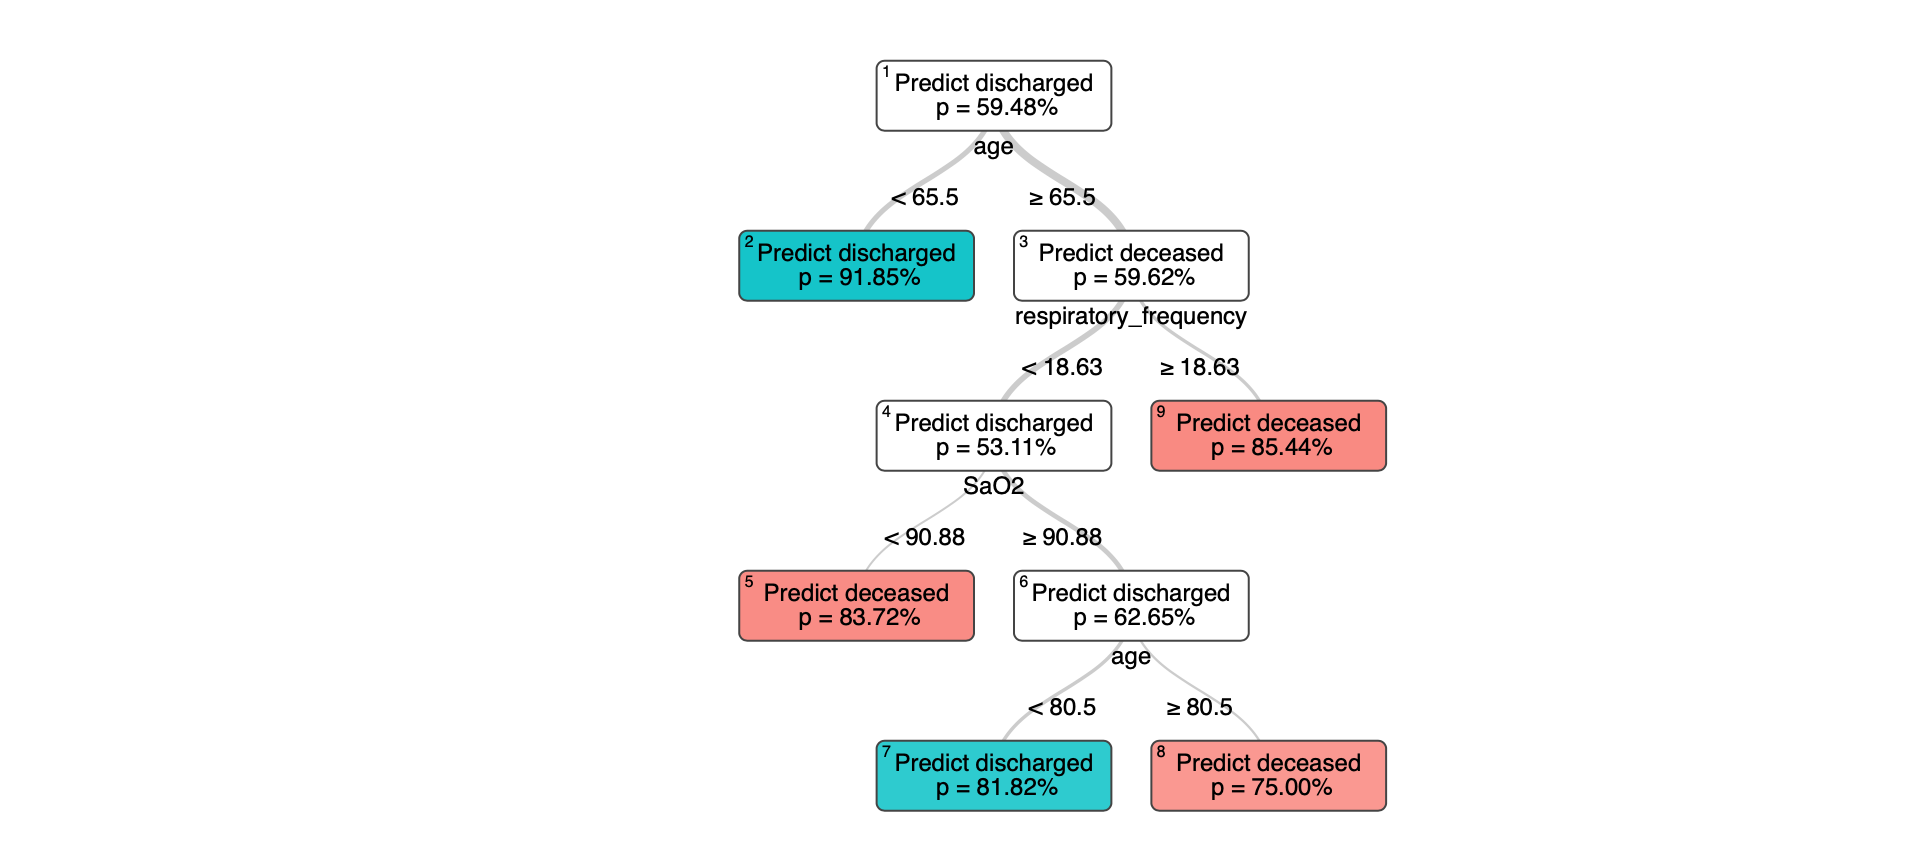 1
Predict discharged
p = 59.48%
age
< 65.5
≥ 65.5
2
Predict discharged
p = 91.85%
3
Predict deceased
p = 59.62%
respiratory_frequency
< 18.63
≥ 18.63
4
Predict discharged
p = 53.11%
9
Predict deceased
p = 85.44%
SaO2
< 90.88
≥ 90.88
5
Predict deceased
p = 83.72%
6
Predict discharged
p = 62.65%
age
< 80.5
≥ 80.5
7
Predict discharged
p = 81.82%
8
Predict deceased
p = 75.00%